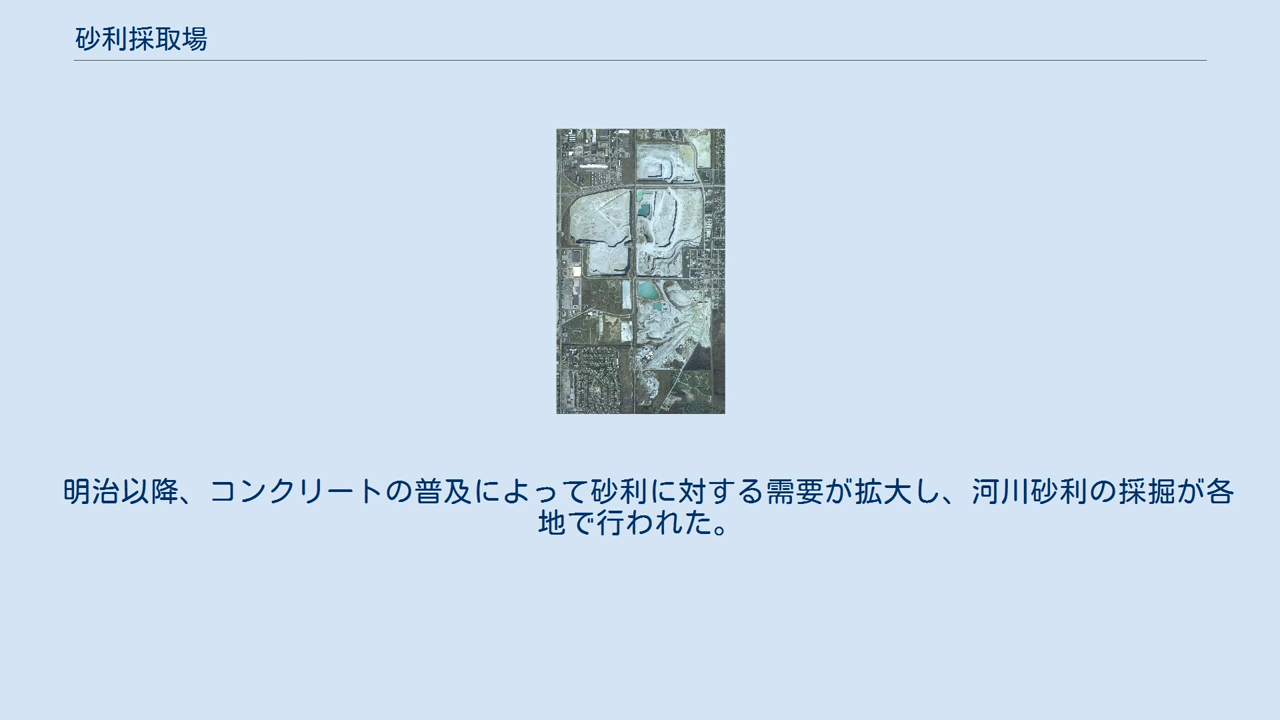 砂利採取場
明治以降、コンクリートの普及によって砂利に対する需要が拡大し、河川砂利の採掘が各
地で行われた。